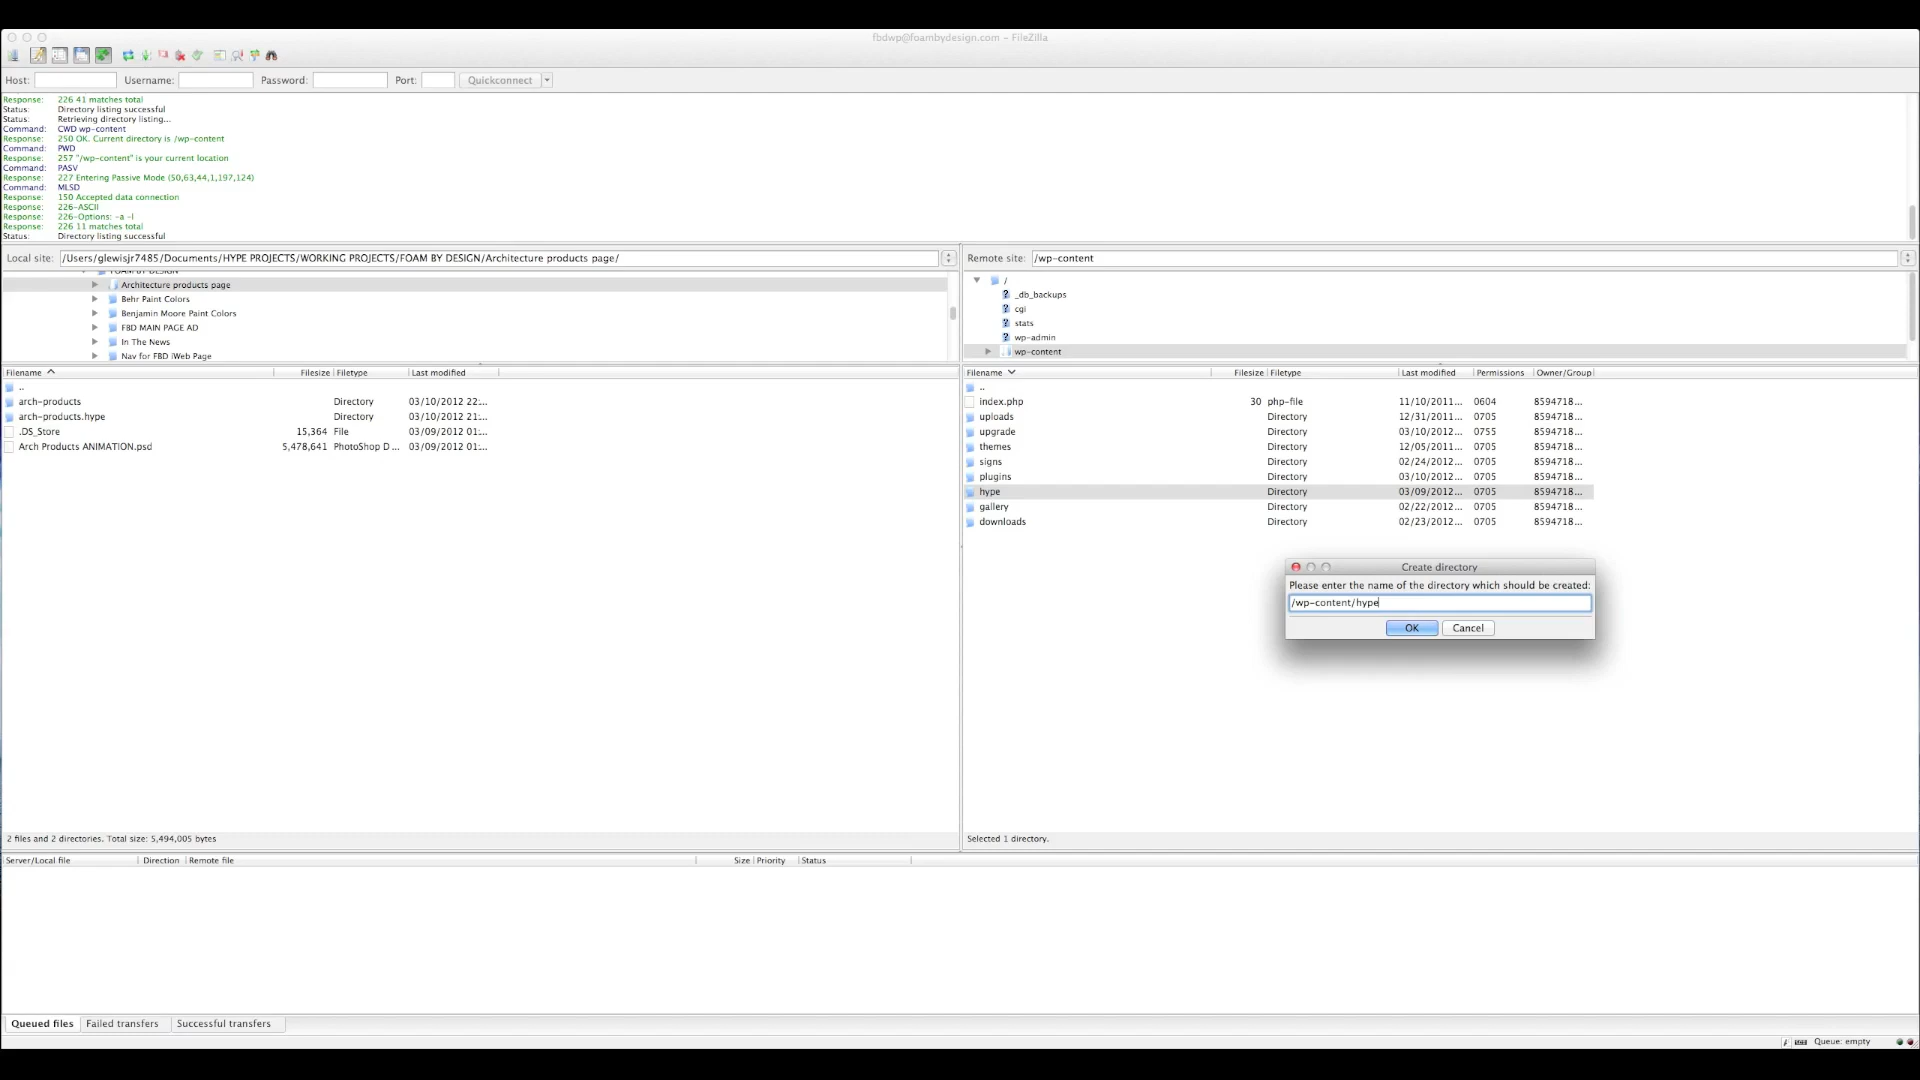 fbdwp@foambydesign.com - FileZilla
Host: Username: Password: Port: Quickconnect
Response: 226 41 matches total
Status: Directory listing successful
Status: Retrieving directory listing...
Command: CWD wp-content
Response: 250 OK. Current directory is /wp-content
Command: PWD
Response: 257 "/wp-content" is your current location
Command: PASV
Response: 227 Entering Passive Mode (50,63,44,1,197,124)
Command: MLSD
Response: 150 Accepted data connection
Response: 226-ASCII
Response: 226-Options: -a -l
Response: 226 11 matches total
Status: Directory listing successful
Local site: /Users/glewisjr7485/Documents/HYPE PROJECTS/WORKING PROJECTS/FOAM BY DESIGN/Architecture products page/
FOAM BY DESIGN
Architecture products page
Behr Paint Colors
Benjamin Moore Paint Colors
FBD MAIN PAGE AD
In The News
Nav for FBD iWeb Page
Filename Filesize Filetype Last modified
..
arch-products Directory 03/10/2012 22:...
arch-products.hype Directory 03/10/2012 21:...
.DS_Store 15,364 File 03/09/2012 01:...
Arch Products ANIMATION.psd 5,478,641 PhotoShop D... 03/09/2012 01:...
2 files and 2 directories. Total size: 5,494,005 bytes
Remote site: /wp-content
/
_db_backups
cgi
stats
wp-admin
wp-content
Filename Filesize Filetype Last modified Permissions Owner/Group
..
index.php 30 php-file 11/10/2011... 0604 8594718...
uploads Directory 12/31/2011... 0705 8594718...
upgrade Directory 03/10/2012... 0755 8594718...
themes Directory 12/05/2011... 0705 8594718...
signs Directory 02/24/2012... 0705 8594718...
plugins Directory 03/10/2012... 0705 8594718...
hype Directory 03/09/2012... 0705 8594718...
gallery Directory 02/22/2012... 0705 8594718...
downloads Directory 02/23/2012... 0705 8594718...
Create directory
Please enter the name of the directory which should be created:
/wp-content/hype
OK Cancel
Selected 1 directory.
Server/Local file Direction Remote file Size Priority Status
Queued files Failed transfers Successful transfers
Queue: empty